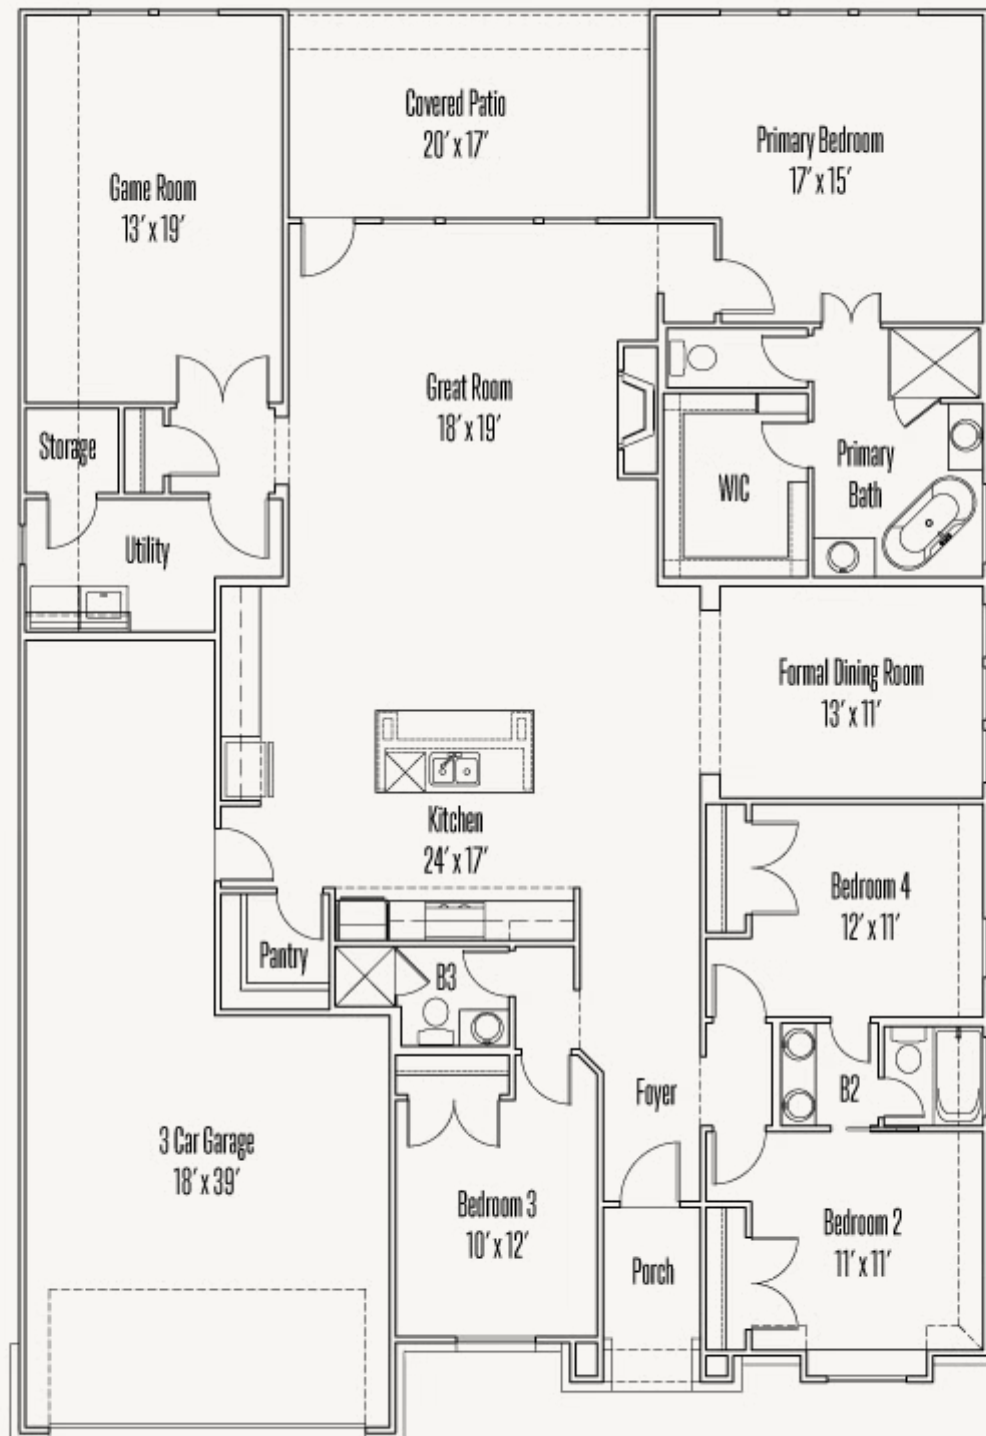 Covered Patio
20' x 17'
Primary Bedroom
17' x 15'
Game Room
13' x 19'
Great Room
18' x 19'
Storage
Primary
Bath
WIC
Utility
Formal Dining Room
13' x 11'
Kitchen
24' x 17'
Bedroom 4
12' x 11'
Pantry
B3
Foyer
B2
3 Car Garage
18' x 39'
Bedroom 3
10' x 12'
Bedroom 2
11' x 11'
Porch